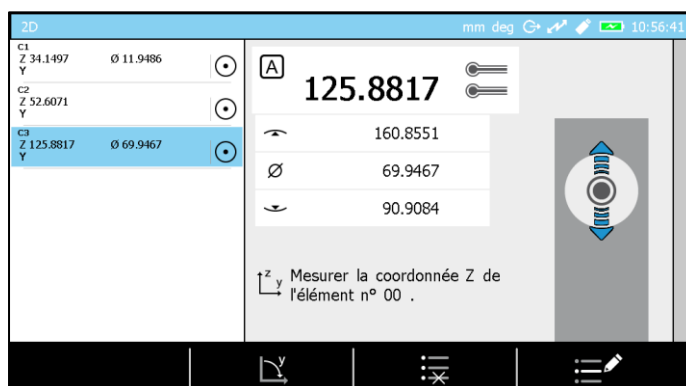 2D
mm deg 10:56:41
C1
Z 34.1497 Ø 11.9486
Y
C2
Z 52.6071
Y
C3
Z 125.8817 Ø 69.9467
Y
A
125.8817
160.8551
Ø 69.9467
90.9084
z y Mesurer la coordonnée Z de
l'élément nº 00 .
y